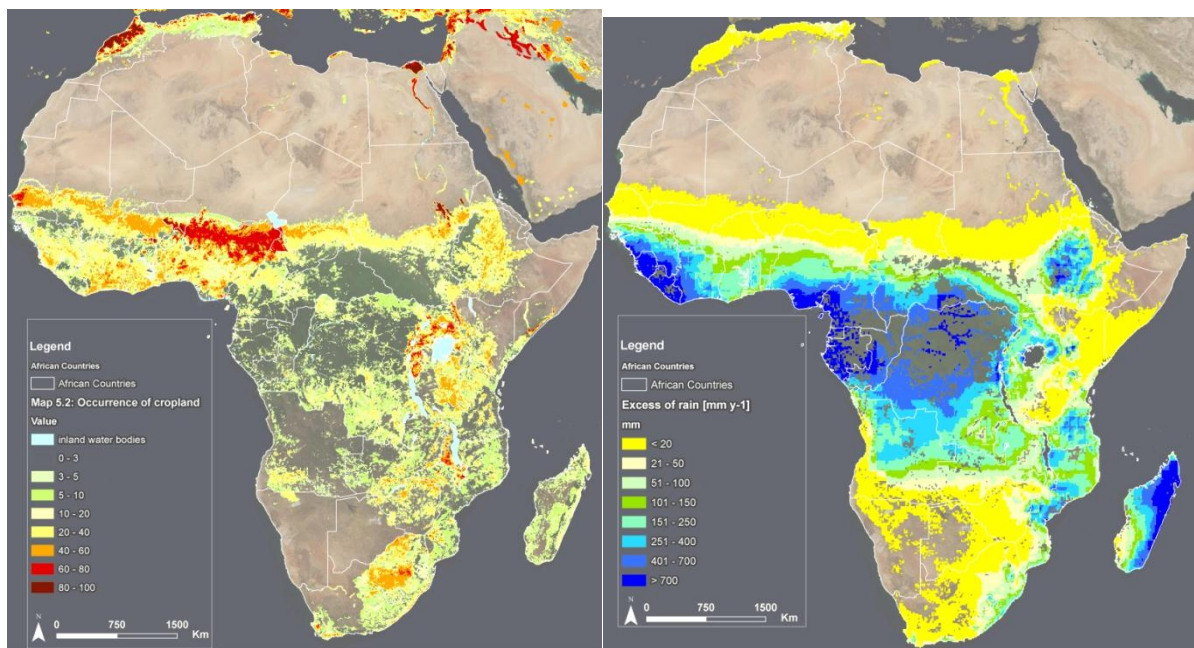 Legend
African Countries
African Countries
Map 5.2: Occurrence of cropland
Value
inland water bodies
0 - 3
3 - 5
5 - 10
10 - 20
20 - 40
40 - 60
60 - 80
80 - 100
N
0 750 1500
Km
Legend
African Countries
African Countries
Excess of rain [mm y-1]
mm
< 20
21 - 50
51 - 100
101 - 150
151 - 250
251 - 400
401 - 700
> 700
N
0 750 1500
Km